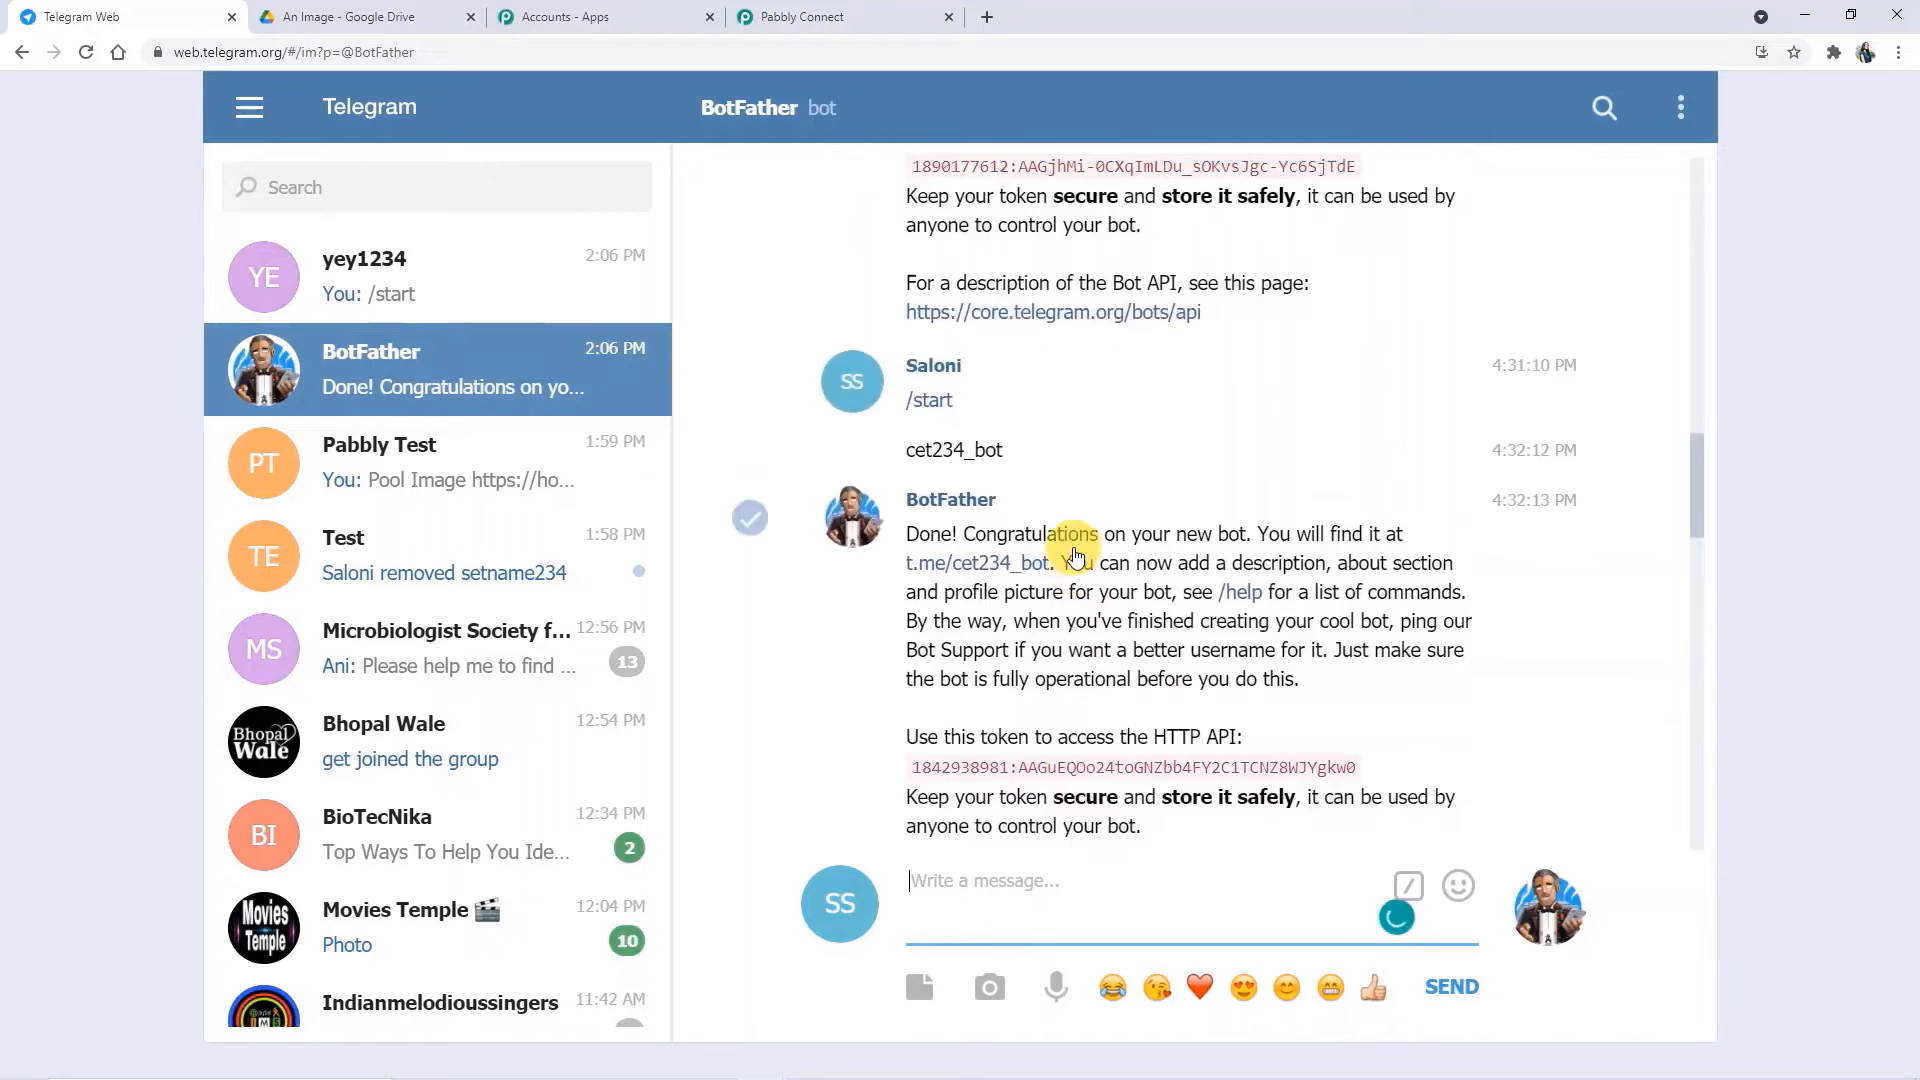 Telegram Web
An Image - Google Drive
Accounts - Apps
Pabbly Connect
web.telegram.org/#/im?p=@BotFather
Telegram
BotFather bot
Search
yey1234
2:06 PM
You: /start
BotFather
2:06 PM
Done! Congratulations on yo...
PT
Pabbly Test
1:59 PM
You: Pool Image https://ho...
TE
Test
1:58 PM
Saloni removed setname234
MS
Microbiologist Society f...
12:56 PM
Ani: Please help me to find ...
13
Bhopal Wale
Bhopal Wale
12:54 PM
get joined the group
BI
BioTecNika
12:34 PM
Top Ways To Help You Ide...
2
Movies Temple
Movies Temple
12:04 PM
Photo
10
Indianmelodioussingers
11:42 AM
YE
1890177612:AAGjhMi-0CXqImLDu_sOKvsJgc-Yc6SjTdE
Keep your token secure and store it safely, it can be used by
anyone to control your bot.
For a description of the Bot API, see this page:
https://core.telegram.org/bots/api
SS
Saloni
4:31:10 PM
/start
cet234_bot
4:32:12 PM
BotFather
4:32:13 PM
Done! Congratulations on your new bot. You will find it at
t.me/cet234_bot. You can now add a description, about section
and profile picture for your bot, see /help for a list of commands.
By the way, when you've finished creating your cool bot, ping our
Bot Support if you want a better username for it. Just make sure
the bot is fully operational before you do this.
Use this token to access the HTTP API:
1842938981:AAGuEQOo24toGNZbb4FY2C1TCNZ8WJYgkw0
Keep your token secure and store it safely, it can be used by
anyone to control your bot.
SS
Write a message...
SEND